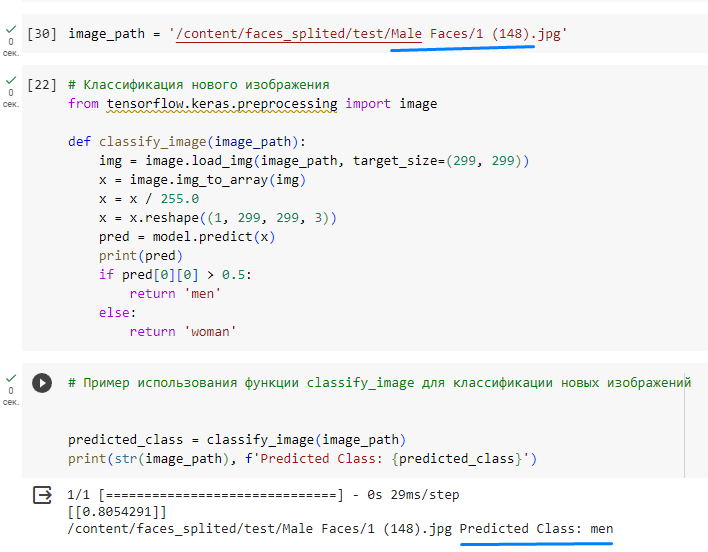 0
сек.
[30] image_path = '/content/faces_splited/test/Male Faces/1 (148).jpg'
0
сек.
[22] # Классификация нового изображения
from tensorflow.keras.preprocessing import image
def classify_image(image_path):
img = image.load_img(image_path, target_size=(299, 299))
x = image.img_to_array(img)
x = x / 255.0
x = x.reshape((1, 299, 299, 3))
pred = model.predict(x)
print(pred)
if pred[0][0] > 0.5:
return 'men'
else:
return 'woman'
0
сек.
# Пример использования функции classify_image для классификации новых изображений
predicted_class = classify_image(image_path)
print(str(image_path), f'Predicted Class: {predicted_class}')
1/1 [==============================] - 0s 29ms/step
[[0.8054291]]
/content/faces_splited/test/Male Faces/1 (148).jpg Predicted Class: men